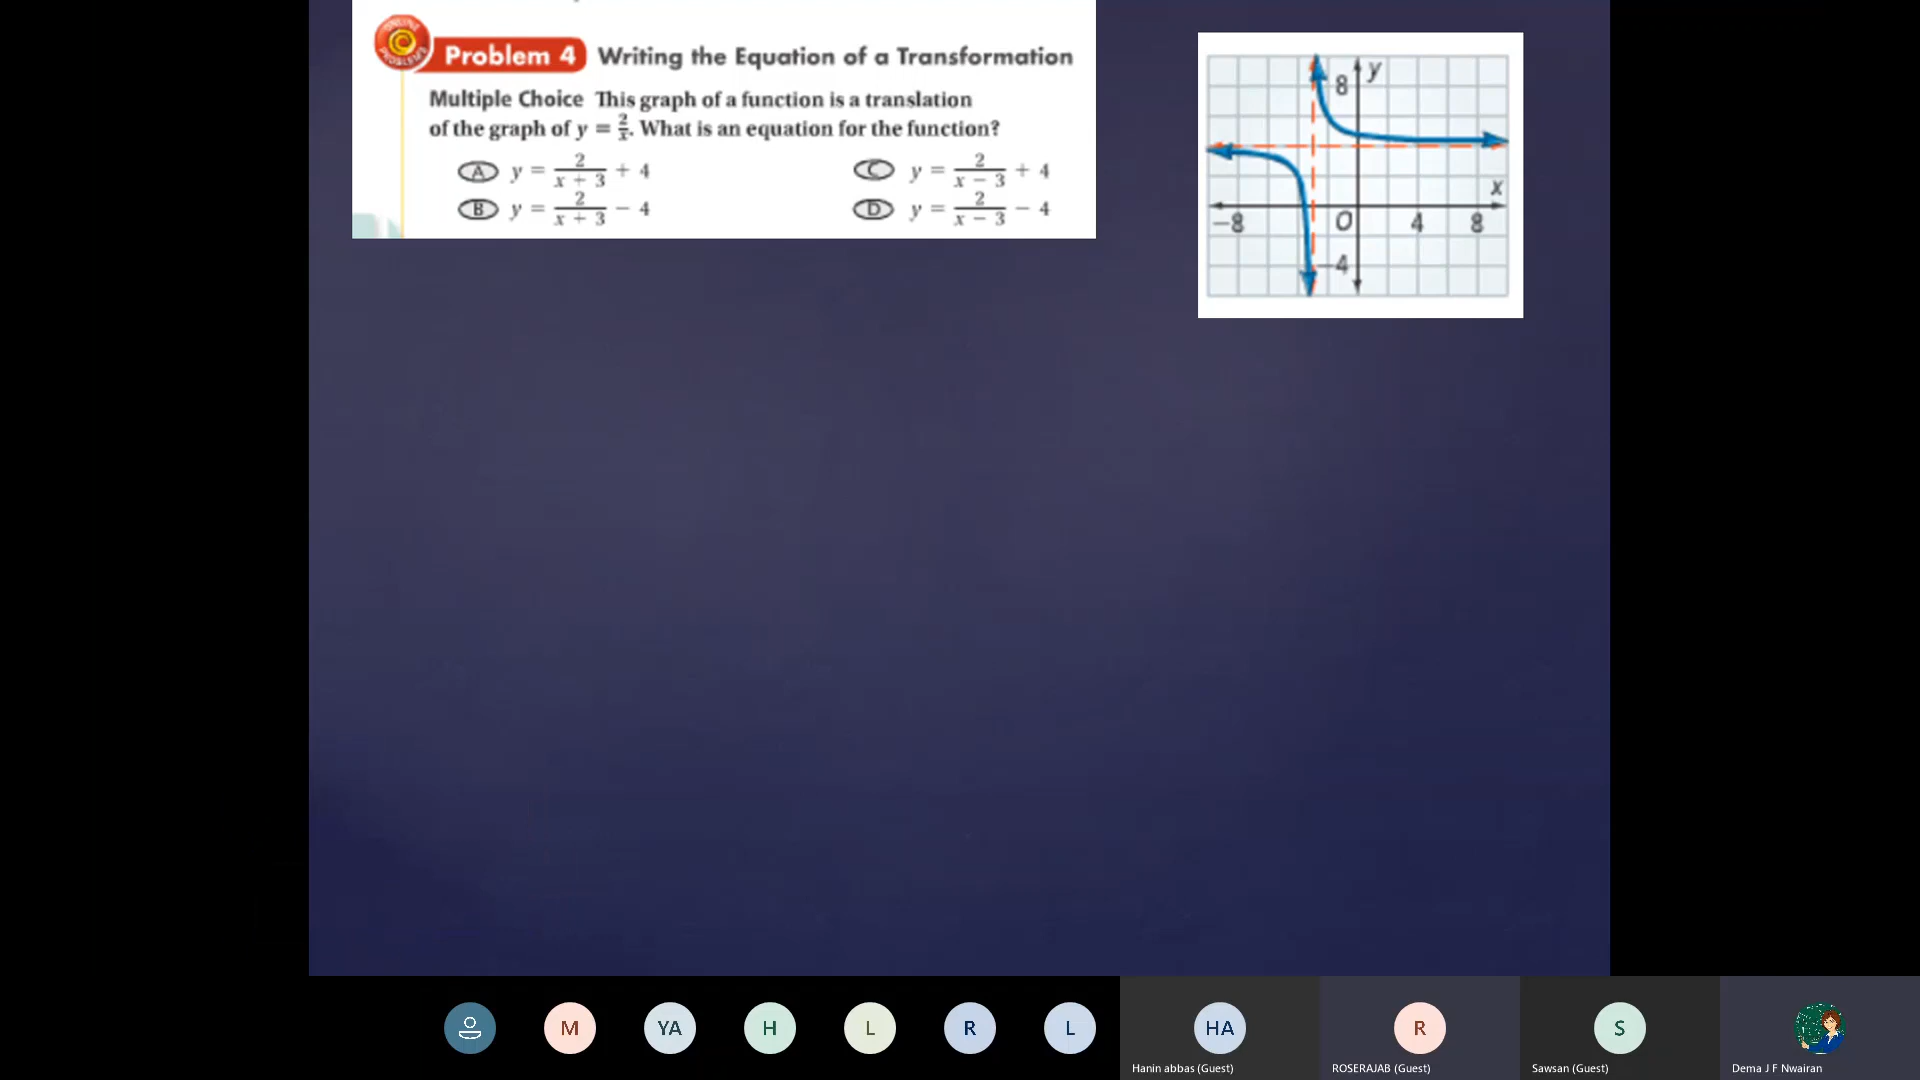 ONLINE
PROBLEMS
Problem 4 Writing the Equation of a Transformation
Multiple Choice This graph of a function is a translation
of the graph of y = 2/x. What is an equation for the function?
A y = 2/(x + 3) + 4
C y = 2/(x − 3) + 4
B y = 2/(x + 3) − 4
D y = 2/(x − 3) − 4
8 y
x
−8 O 4 8
−4
M YA H L R L HA R S
Hanin abbas (Guest) ROSERAJAB (Guest) Sawsan (Guest) Dema J F Nwairan